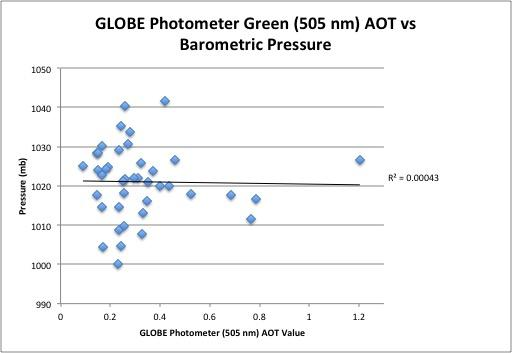 GLOBE Photometer Green (505 nm) AOT vs
Barometric Pressure
1050
1040
1030
1020
1010
1000
990
Pressure (mb)
R² = 0.00043
0
0.2
0.4
0.6
0.8
1
1.2
GLOBE Photometer (505 nm) AOT Value